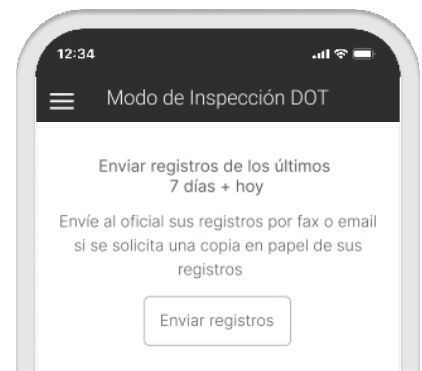 12:34
Modo de Inspección DOT
Enviar registros de los últimos
7 días + hoy
Envíe al oficial sus registros por fax o email
si se solicita una copia en papel de sus
registros
Enviar registros